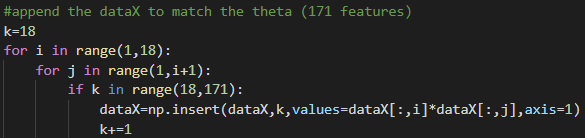 #append the dataX to match the theta (171 features)
k=18
for i in range(1,18):
    for j in range(1,i+1):
        if k in range(18,171):
            dataX=np.insert(dataX,k,values=dataX[:,i]*dataX[:,j],axis=1)
            k+=1